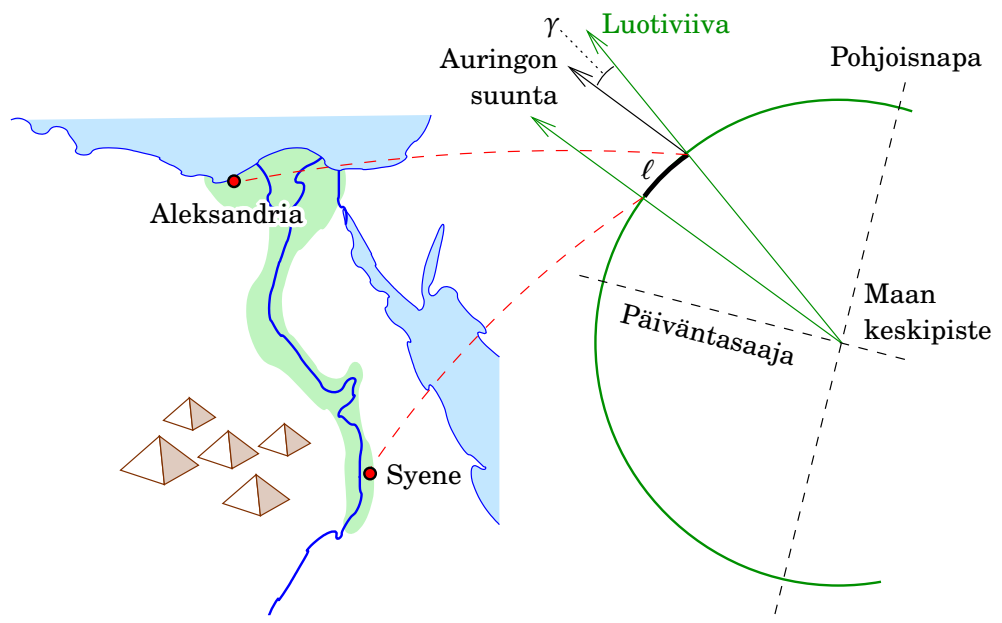 γ
Luotiviiva
Auringon
suunta
Pohjoisnapa
ℓ
Aleksandria
Maan
keskipiste
Päiväntasaaja
Syene